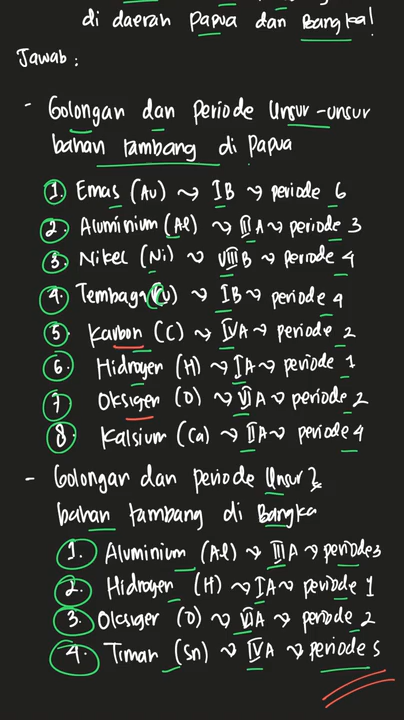 di daerah Papua dan Bangka!
Jawab :
- Golongan dan periode Unsur-unsur
bahan tambang di Papua
1. Emas (Au) ~> IB ~> periode 6
2. Aluminium (Al) ~> IIIA ~> periode 3
3. Nikel (Ni) ~> VIIIB ~> periode 4
4. Tembaga (Cu) ~> IB ~> periode 4
5. Karbon (C) ~> IVA ~> periode 2
6. Hidrogen (H) ~> IA ~> periode 1
7 Oksigen (O) ~> VIA ~> periode 2
8. Kalsium (Ca) ~> IIA ~> periode 4
- Golongan dan periode Unsur2
bahan tambang di Bangka
1. Aluminium (Al) ~> IIIA ~> periode 3
2. Hidrogen (H) ~> IA ~> periode 1
3. Oksigen (O) ~> VIA ~> periode 2
4. Timah (Sn) ~> IVA ~> periode 5